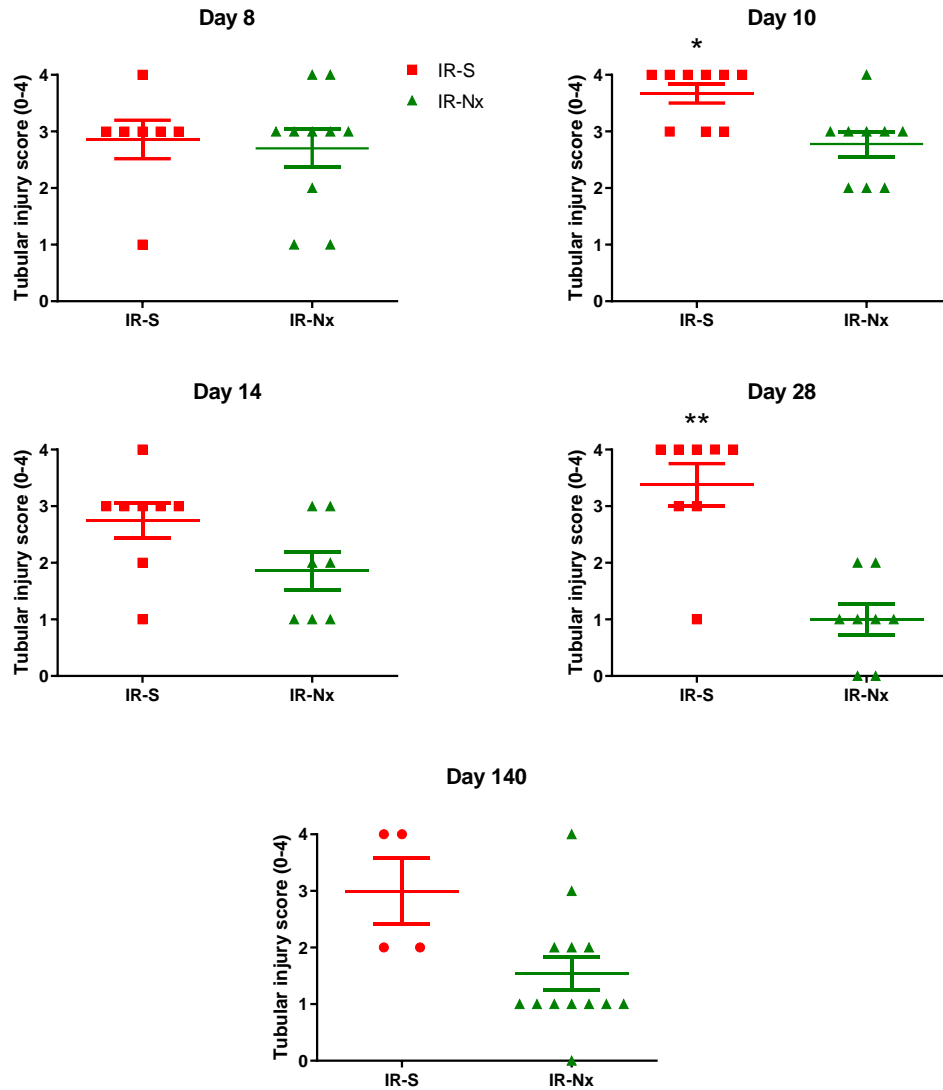 Day 8
Tubular injury score (0-4)
4
3
2
1
0
IR-S
IR-Nx
IR-S
IR-Nx
Day 10
*
Tubular injury score (0-4)
4
3
2
1
0
IR-S
IR-Nx
Day 14
Tubular injury score (0-4)
4
3
2
1
0
IR-S
IR-Nx
Day 28
**
Tubular injury score (0-4)
4
3
2
1
0
IR-S
IR-Nx
Day 140
Tubular injury score (0-4)
4
3
2
1
0
IR-S
IR-Nx